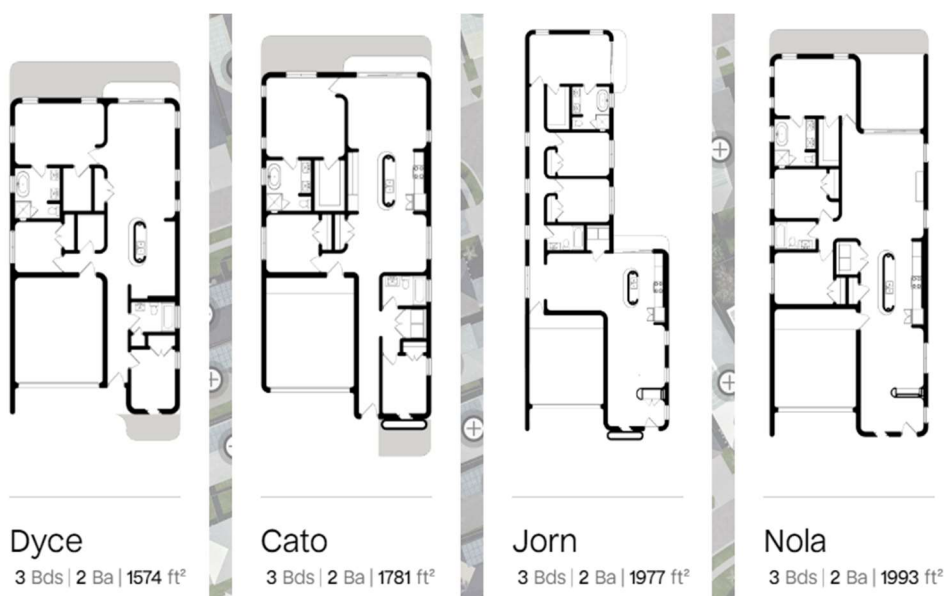 Dyce
3 Bds | 2 Ba | 1574 ft²
Cato
3 Bds | 2 Ba | 1781 ft²
Jorn
3 Bds | 2 Ba | 1977 ft²
Nola
3 Bds | 2 Ba | 1993 ft²